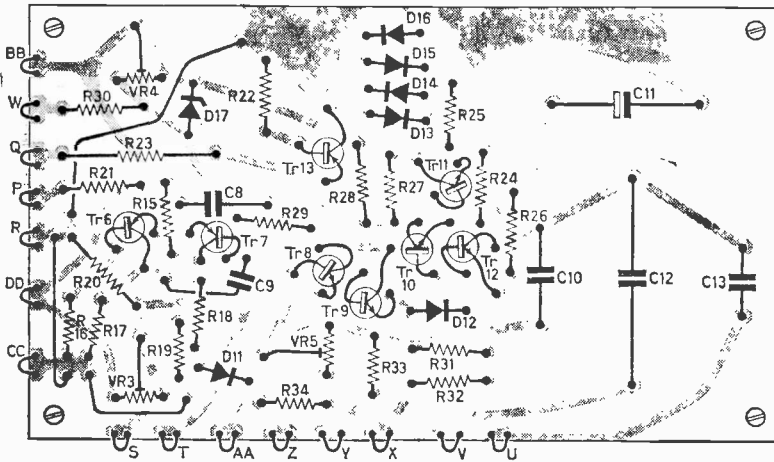 D16
BB
D15
VR4
R22
D14
R25
C11
W
R30
D17
D13
Q
R23
Tr13
Tr11
R24
P
R21
R28
R27
R15
C8
R26
R
Tr6
R29
Tr7
Tr8
Tr
10
Tr
12
C10
C12
C13
DD
R20
C9
Tr9
D12
R
16
R17
R18
VR5
CC
R19
D11
R33
R31
VR3
R34
R32
S
T
AA
Z
Y
X
V
U